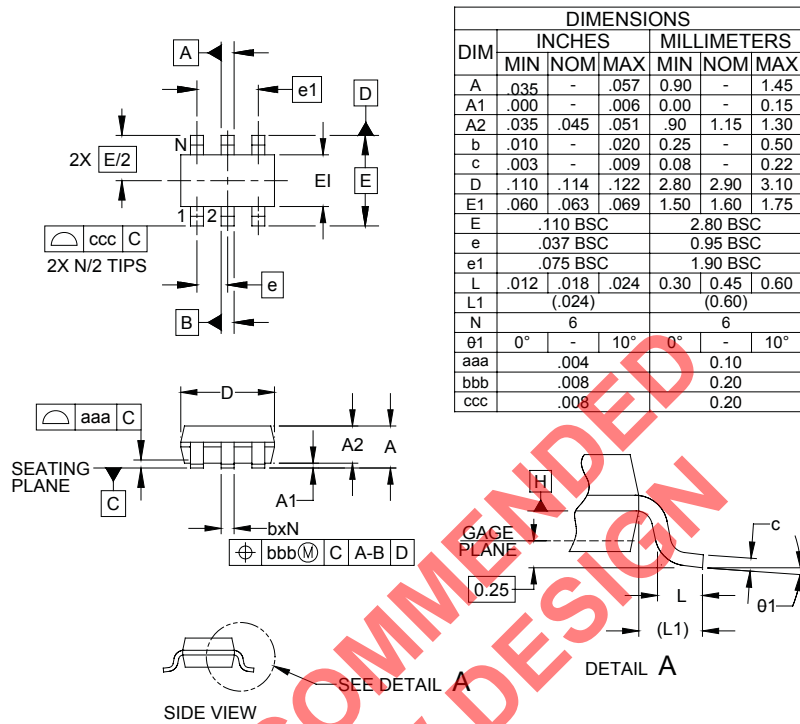 A
e1
D
N
2X E/2
E1
E
1 2
ccc C
2X N/2 TIPS
e
B
DIMENSIONS
DIM INCHES MILLIMETERS
MIN NOM MAX MIN NOM MAX
A .035 - .057 0.90 - 1.45
A1 .000 - .006 0.00 - 0.15
A2 .035 .045 .051 .90 1.15 1.30
b .010 - .020 0.25 - 0.50
c .003 - .009 0.08 - 0.22
D .110 .114 .122 2.80 2.90 3.10
E1 .060 .063 .069 1.50 1.60 1.75
E .110 BSC 2.80 BSC
e .037 BSC 0.95 BSC
e1 .075 BSC 1.90 BSC
L .012 .018 .024 0.30 0.45 0.60
L1 (.024) (0.60)
N 6 6
θ1 0° - 10° 0° - 10°
aaa .004 0.10
bbb .008 0.20
ccc .008 0.20
D
aaa C
A2 A
SEATING
PLANE
C
A1
bxN
⌖ bbbⓂ C A-B D
H
GAGE
PLANE
0.25
c
L
(L1)
θ1
DETAIL A
SEE DETAIL A
SIDE VIEW
COMMENDED
DESIGN